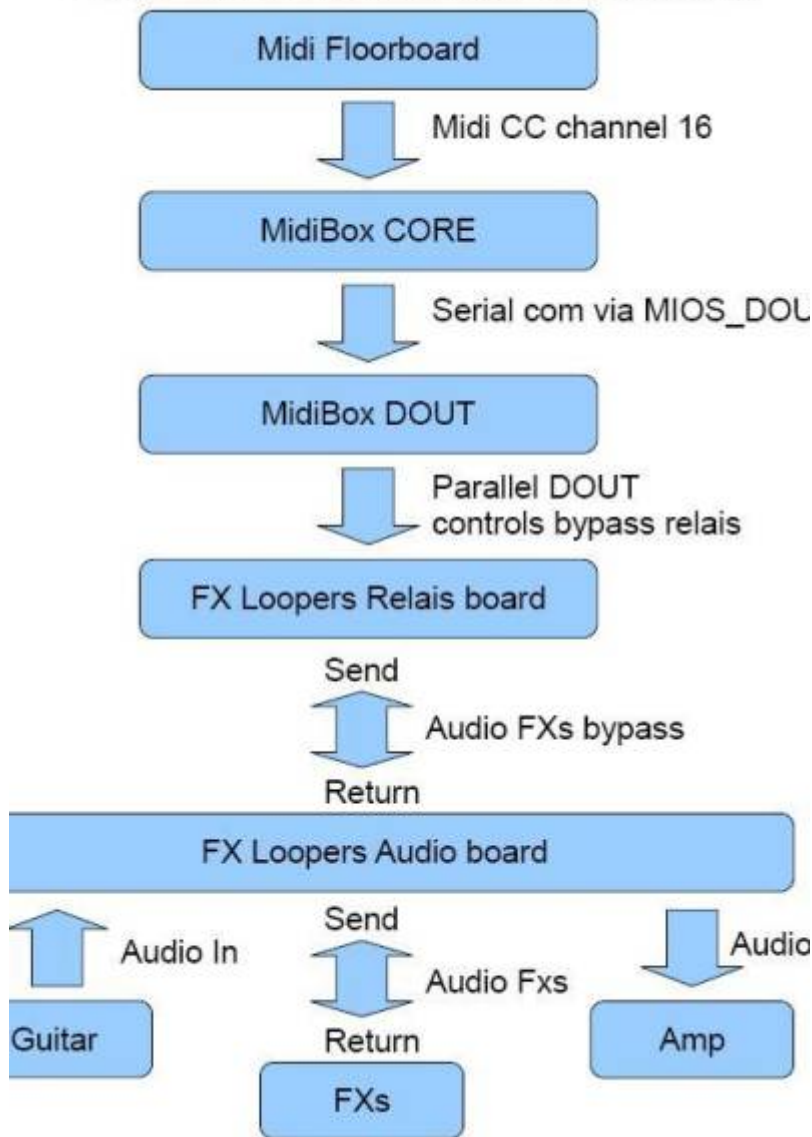 Midi Floorboard
Midi CC channel 16
MidiBox CORE
Serial com via MIOS_DOU
MidiBox DOUT
Parallel DOUT
controls bypass relais
FX Loopers Relais board
Send
Audio FXs bypass
Return
FX Loopers Audio board
Audio In
Send
Audio Fxs
Return
Audio
Guitar
FXs
Amp